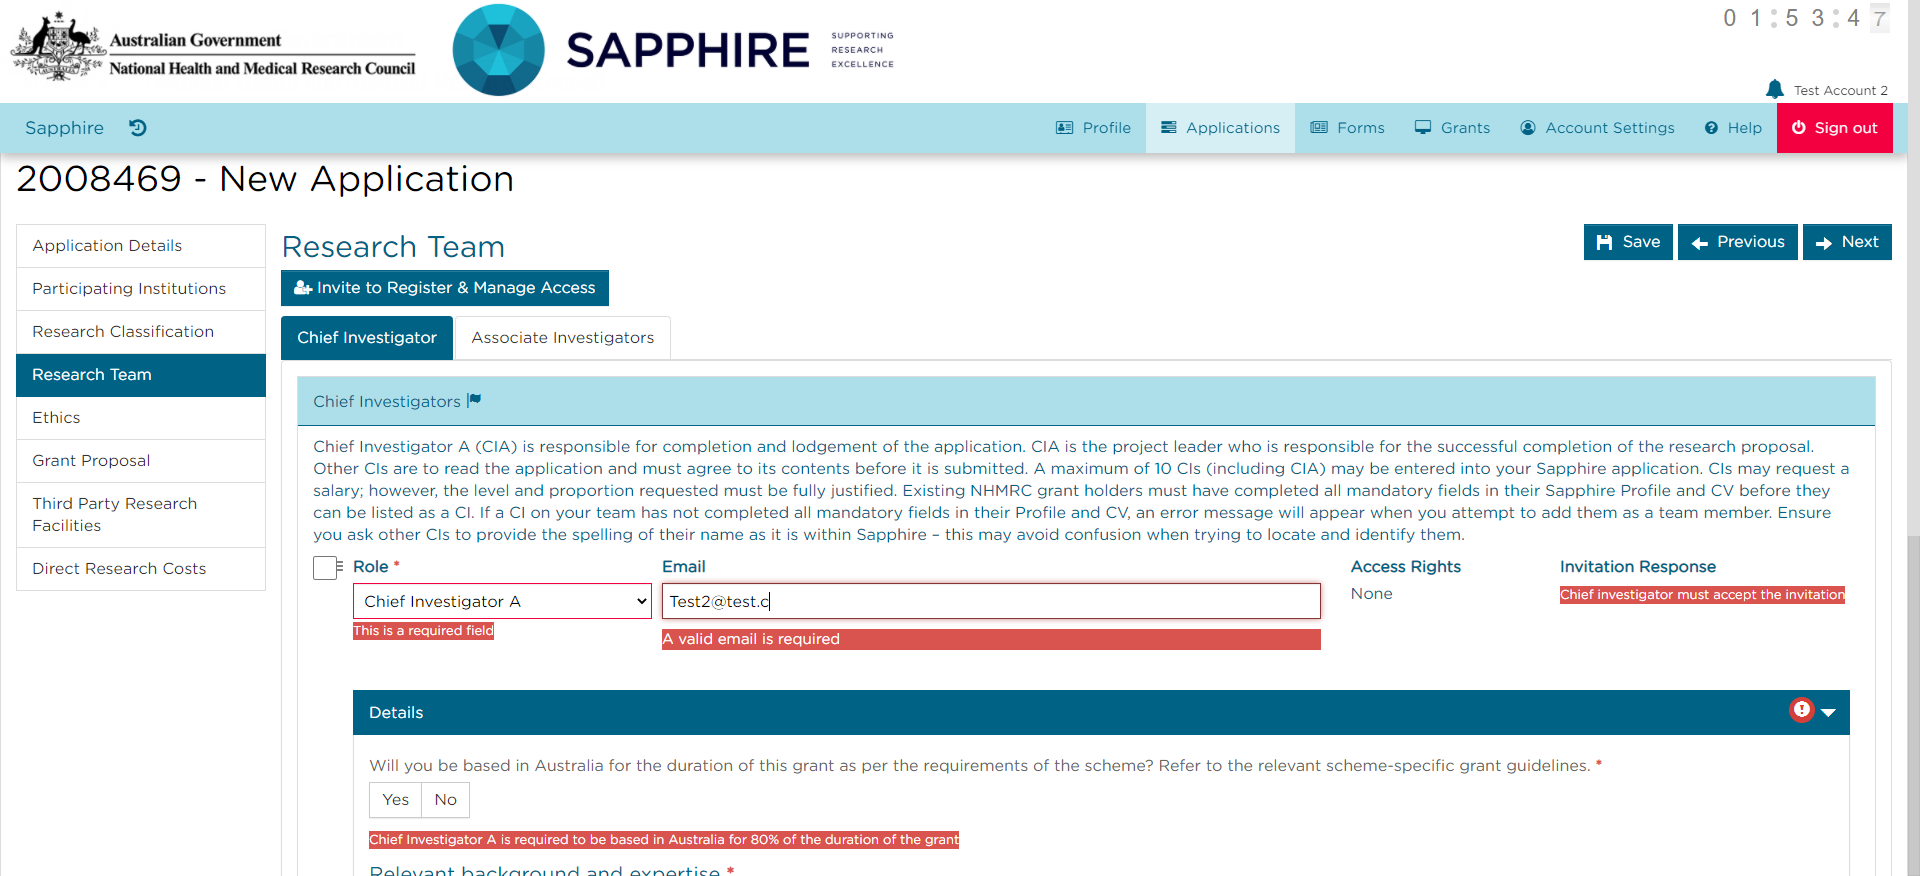 Australian Government
National Health and Medical Research Council
SAPPHIRE
SUPPORTING
RESEARCH
EXCELLENCE
0 1 : 5 3 : 4 7
Test Account 2
Sapphire
Profile
Applications
Forms
Grants
Account Settings
Help
Sign out
2008469 - New Application
Application Details
Participating Institutions
Research Classification
Research Team
Ethics
Grant Proposal
Third Party Research
Facilities
Direct Research Costs
Research Team
Save
Previous
Next
Invite to Register & Manage Access
Chief Investigator
Associate Investigators
Chief Investigators
Chief Investigator A (CIA) is responsible for completion and lodgement of the application. CIA is the project leader who is responsible for the successful completion of the research proposal.
Other CIs are to read the application and must agree to its contents before it is submitted. A maximum of 10 CIs (including CIA) may be entered into your Sapphire application. CIs may request a
salary; however, the level and proportion requested must be fully justified. Existing NHMRC grant holders must have completed all mandatory fields in their Sapphire Profile and CV before they
can be listed as a CI. If a CI on your team has not completed all mandatory fields in their Profile and CV, an error message will appear when you attempt to add them as a team member. Ensure
you ask other CIs to provide the spelling of their name as it is within Sapphire – this may avoid confusion when trying to locate and identify them.
Role *
Email
Access Rights
Invitation Response
Chief Investigator A
Test2@test.c
None
Chief investigator must accept the invitation
This is a required field
A valid email is required
Details
Will you be based in Australia for the duration of this grant as per the requirements of the scheme? Refer to the relevant scheme-specific grant guidelines. *
Yes
No
Chief Investigator A is required to be based in Australia for 80% of the duration of the grant
Relevant background and expertise *